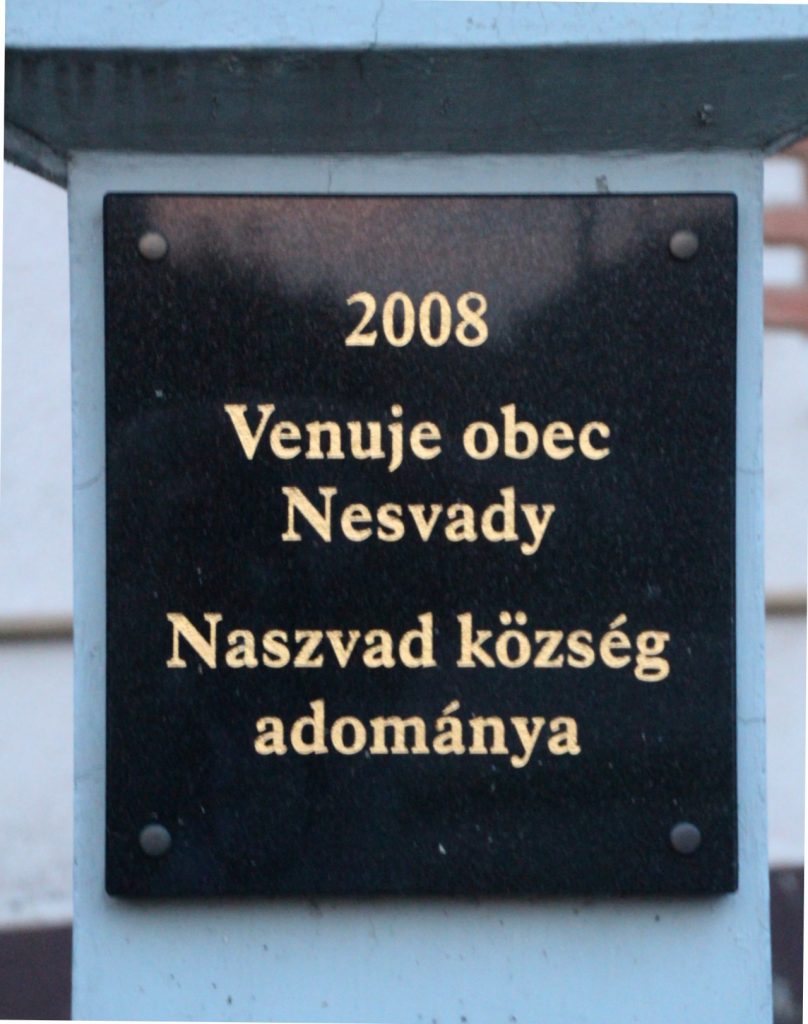 2008
Venuje obec
Nesvady
Naszvad község
adománya